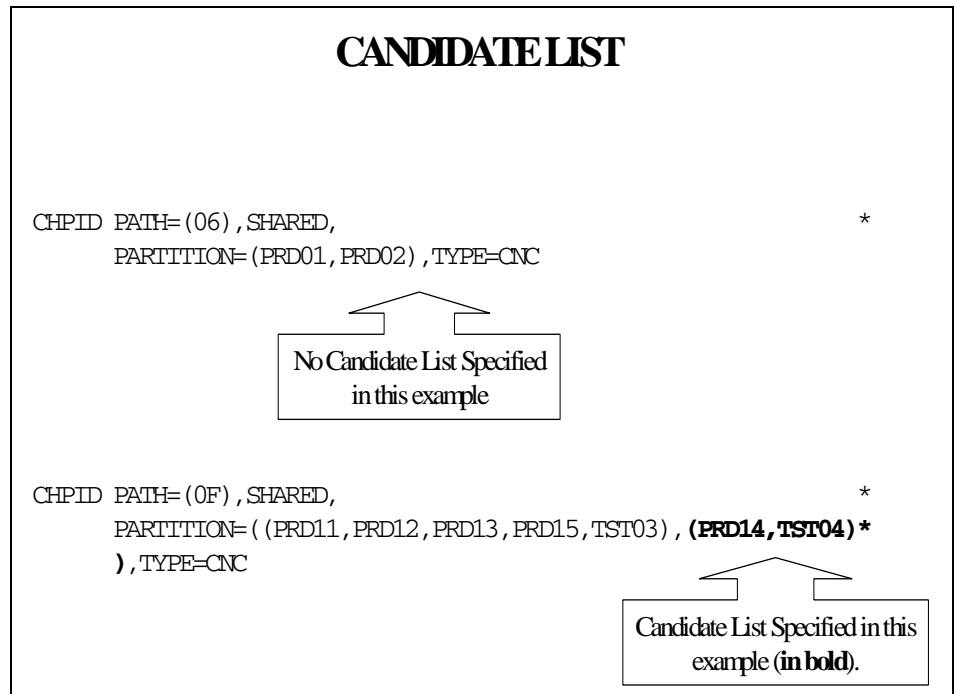 CANDIDATE LIST
CHPID PATH=(06),SHARED, *
PARTITION=(PRD01,PRD02),TYPE=CNC
No Candidate List Specified
in this example
CHPID PATH=(0F),SHARED, *
PARTITION=((PRD11,PRD12,PRD13,PRD15,TST03),(PRD14,TST04)*
),TYPE=CNC
Candidate List Specified in this
example (in bold).